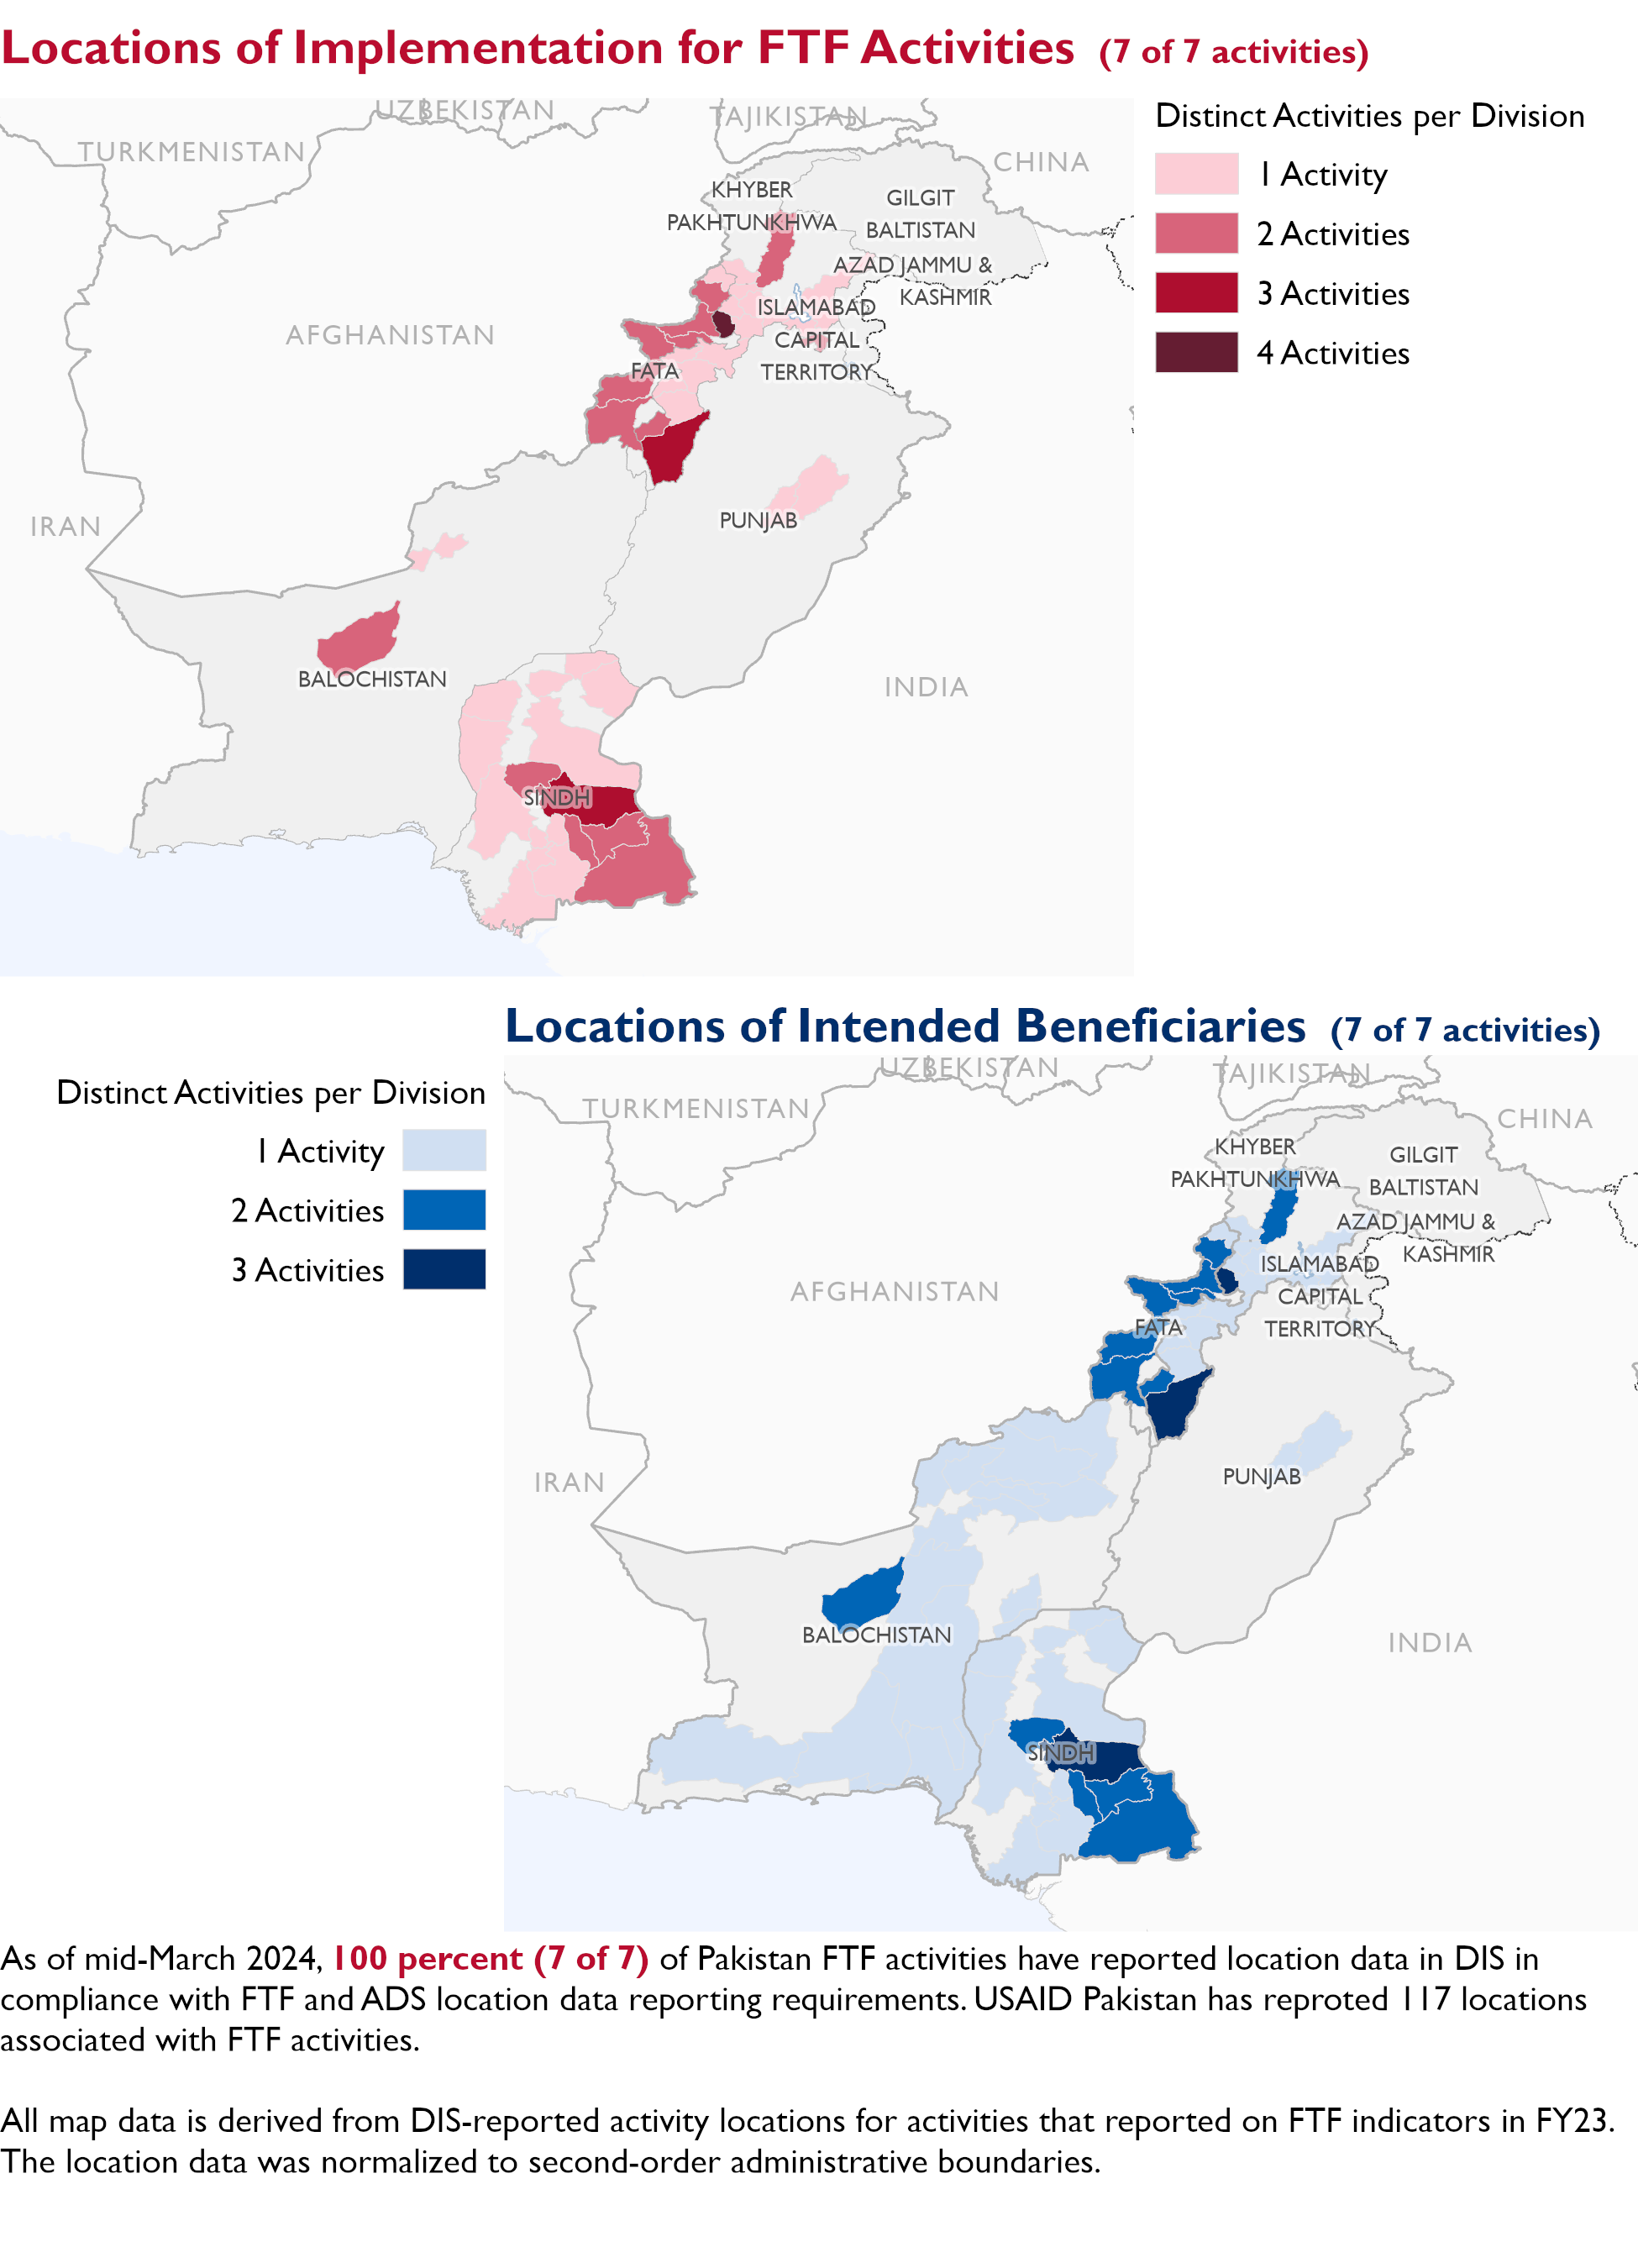 Locations of Implementation for FTF Activities (7 of 7 activities)
UZBEKISTAN
TAJIKISTAN
TURKMENISTAN
CHINA
KHYBER
PAKHTUNKHWA
GILGIT
BALTISTAN
AZAD JAMMU &
KASHMIR
ISLAMABAD
CAPITAL
TERRITORY
AFGHANISTAN
FATA
IRAN
PUNJAB
BALOCHISTAN
INDIA
SINDH
Distinct Activities per Division
1 Activity
2 Activities
3 Activities
4 Activities
Locations of Intended Beneficiaries (7 of 7 activities)
Distinct Activities per Division
1 Activity
2 Activities
3 Activities
UZBEKISTAN
TAJIKISTAN
TURKMENISTAN
CHINA
KHYBER
PAKHTUNKHWA
GILGIT
BALTISTAN
AZAD JAMMU &
KASHMIR
ISLAMABAD
CAPITAL
TERRITORY
AFGHANISTAN
FATA
IRAN
PUNJAB
BALOCHISTAN
INDIA
SINDH
As of mid-March 2024, 100 percent (7 of 7) of Pakistan FTF activities have reported location data in DIS in
compliance with FTF and ADS location data reporting requirements. USAID Pakistan has reproted 117 locations
associated with FTF activities.
All map data is derived from DIS-reported activity locations for activities that reported on FTF indicators in FY23.
The location data was normalized to second-order administrative boundaries.